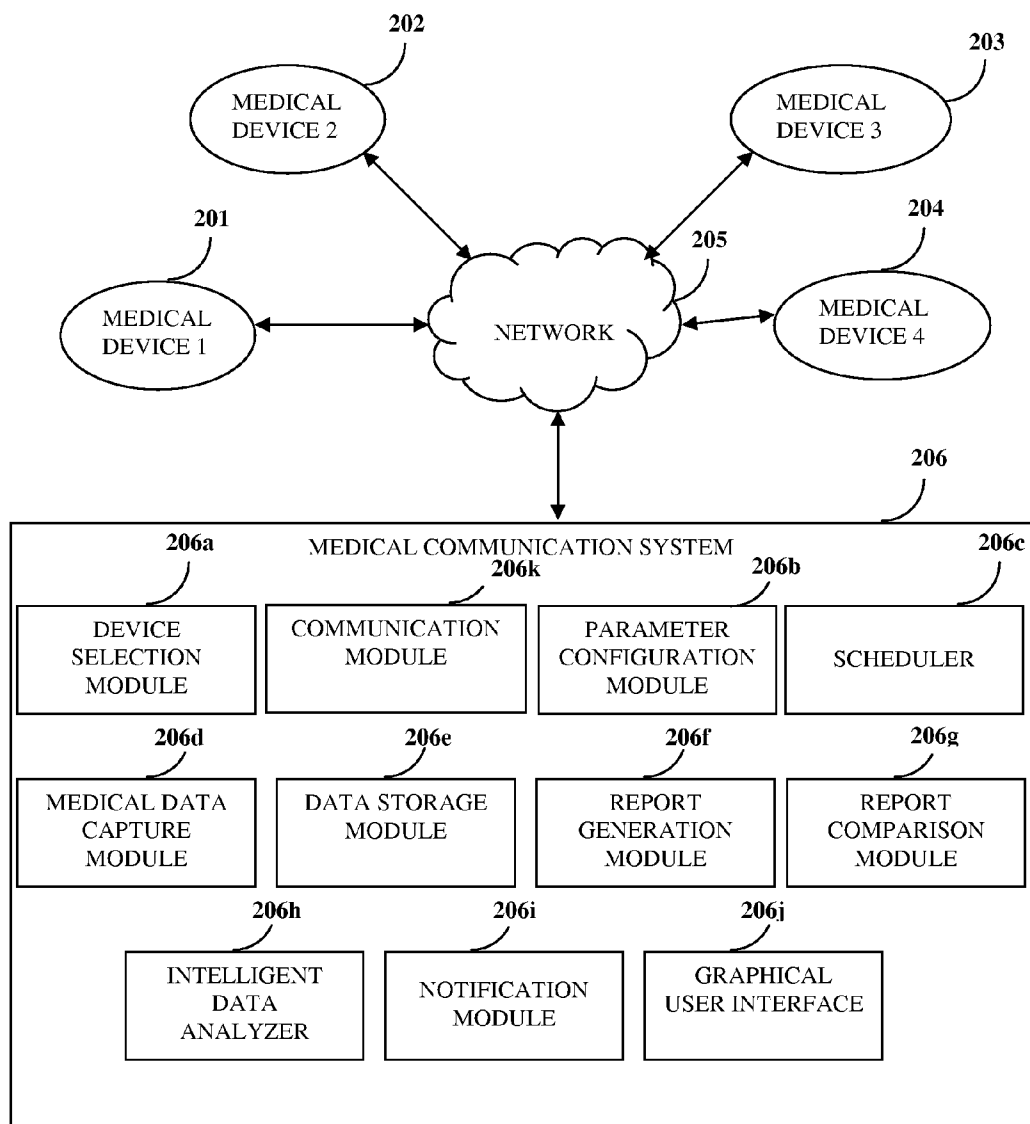 202
203
MEDICAL
DEVICE 2
MEDICAL
DEVICE 3
201
204
205
MEDICAL
DEVICE 1
NETWORK
MEDICAL
DEVICE 4
206
MEDICAL COMMUNICATION SYSTEM
206a
206k
206b
206c
DEVICE
SELECTION
MODULE
COMMUNICATION
MODULE
PARAMETER
CONFIGURATION
MODULE
SCHEDULER
206d
206e
206f
206g
MEDICAL DATA
CAPTURE
MODULE
DATA STORAGE
MODULE
REPORT
GENERATION
MODULE
REPORT
COMPARISON
MODULE
206h
206i
206j
INTELLIGENT
DATA
ANALYZER
NOTIFICATION
MODULE
GRAPHICAL
USER INTERFACE